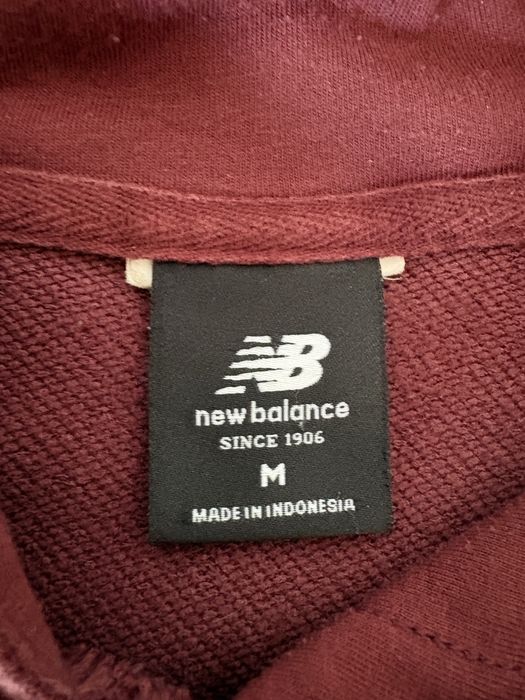 NB
new balance
SINCE 1906
M
MADE IN INDONESIA